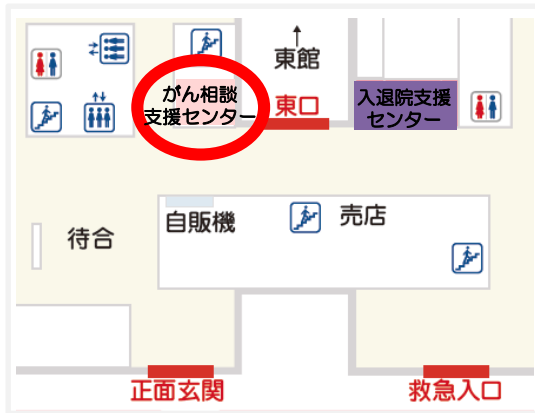 ↑
東館
がん相談
支援センター
東口
入退院支援
センター
自販機
売店
待合
正面玄関
救急入口